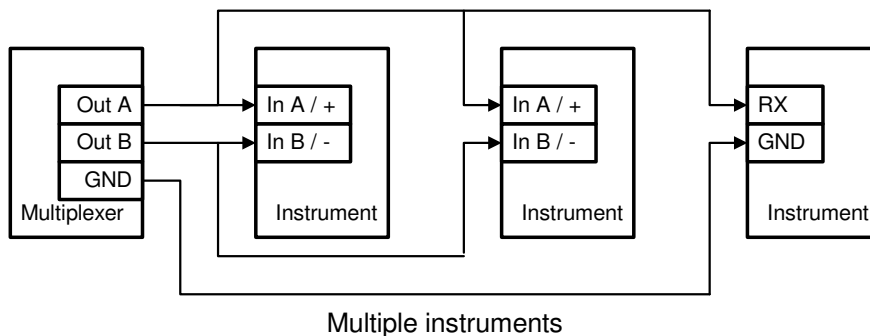 Out A
Out B
GND
Multiplexer
In A / +
In B / -
Instrument
In A / +
In B / -
Instrument
RX
GND
Instrument
Multiple instruments